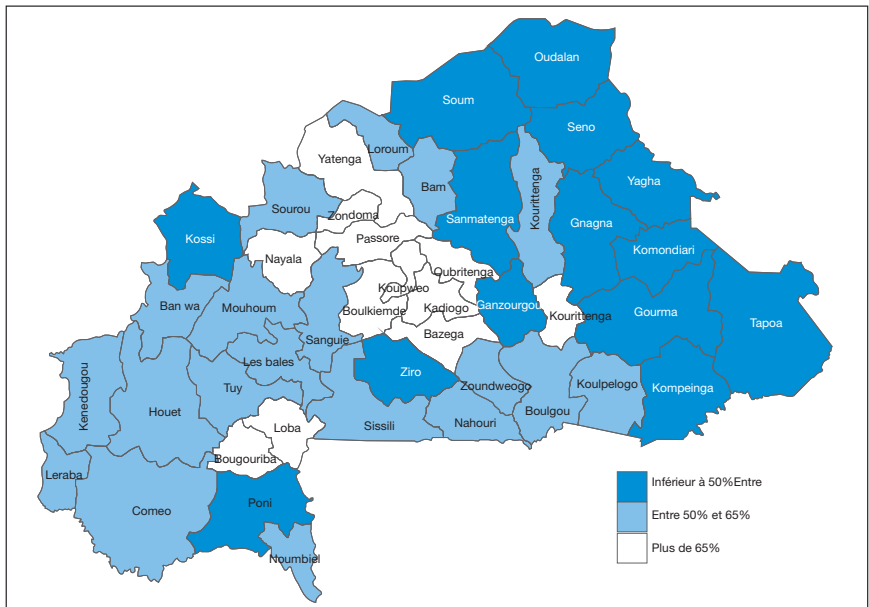 Oudalan
Soum
Seno
Loroum
Yatenga
Bam
Kourittenga
Yagha
Sourou
Zondoma
Sanmatenga
Gnagna
Kossi
Passore
Komondiari
Nayala
Oubritenga
Koupweo
Ban wa
Mouhoum
Boulkiemde
Kadiogo
Ganzourgou
Kourittenga
Gourma
Tapoa
Sanguie
Bazega
Les bales
Ziro
Zoundweogo
Koulpelogo
Kompeinga
Kenedougou
Houet
Tuy
Boulgou
Loba
Sissili
Nahouri
Bougouriba
Leraba
Comeo
Poni
Noumbiel
Inférieur à 50%Entre
Entre 50% et 65%
Plus de 65%